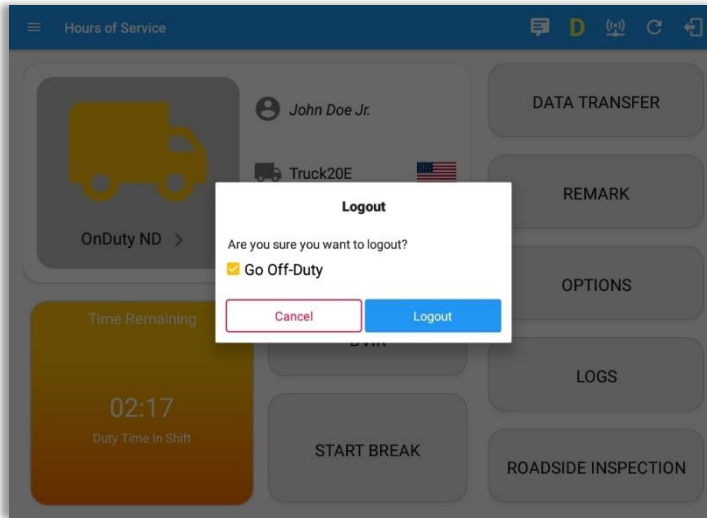 Hours of Service
D
John Doe Jr.
Truck20E
OnDuty ND
Logout
Are you sure you want to logout?
Go Off-Duty
Cancel
Logout
Time Remaining
02:17
Duty Time In Shift
DVIR
START BREAK
DATA TRANSFER
REMARK
OPTIONS
LOGS
ROADSIDE INSPECTION